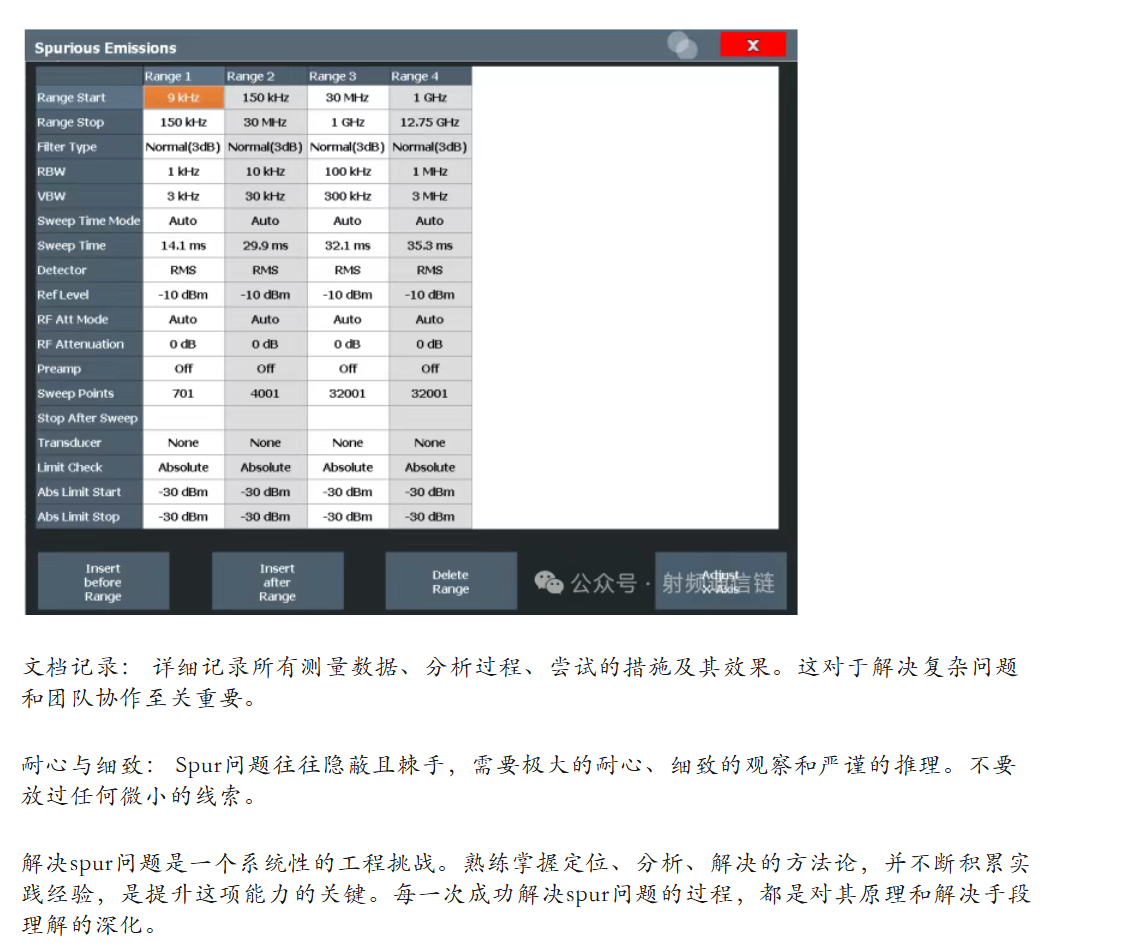 Spurious Emissions
X
Range 1 Range 2 Range 3 Range 4
Range Start 9 kHz 150 kHz 30 MHz 1 GHz
Range Stop 150 kHz 30 MHz 1 GHz 12.75 GHz
Filter Type Normal(3dB) Normal(3dB) Normal(3dB) Normal(3dB)
RBW 1 kHz 10 kHz 100 kHz 1 MHz
VBW 3 kHz 30 kHz 300 kHz 3 MHz
Sweep Time Mode Auto Auto Auto Auto
Sweep Time 14.1 ms 29.9 ms 32.1 ms 35.3 ms
Detector RMS RMS RMS RMS
Ref Level -10 dBm -10 dBm -10 dBm -10 dBm
RF Att Mode Auto Auto Auto Auto
RF Attenuation 0 dB 0 dB 0 dB 0 dB
Preamp Off Off Off Off
Sweep Points 701 4001 32001 32001
Stop After Sweep
Transducer None None None None
Limit Check Absolute Absolute Absolute Absolute
Abs Limit Start -30 dBm -30 dBm -30 dBm -30 dBm
Abs Limit Stop -30 dBm -30 dBm -30 dBm -30 dBm
Insert
before
Range
Insert
after
Range
Delete
Range
Adjust
X-Axis
公众号 · 射频通信链
文档记录： 详细记录所有测量数据、分析过程、尝试的措施及其效果。这对于解决复杂问题
和团队协作至关重要。
耐心与细致： Spur问题往往隐蔽且棘手，需要极大的耐心、细致的观察和严谨的推理。不要
放过任何微小的线索。
解决spur问题是一个系统性的工程挑战。熟练掌握定位、分析、解决的方法论，并不断积累实
践经验，是提升这项能力的关键。每一次成功解决spur问题的过程，都是对其原理和解决手段
理解的深化。